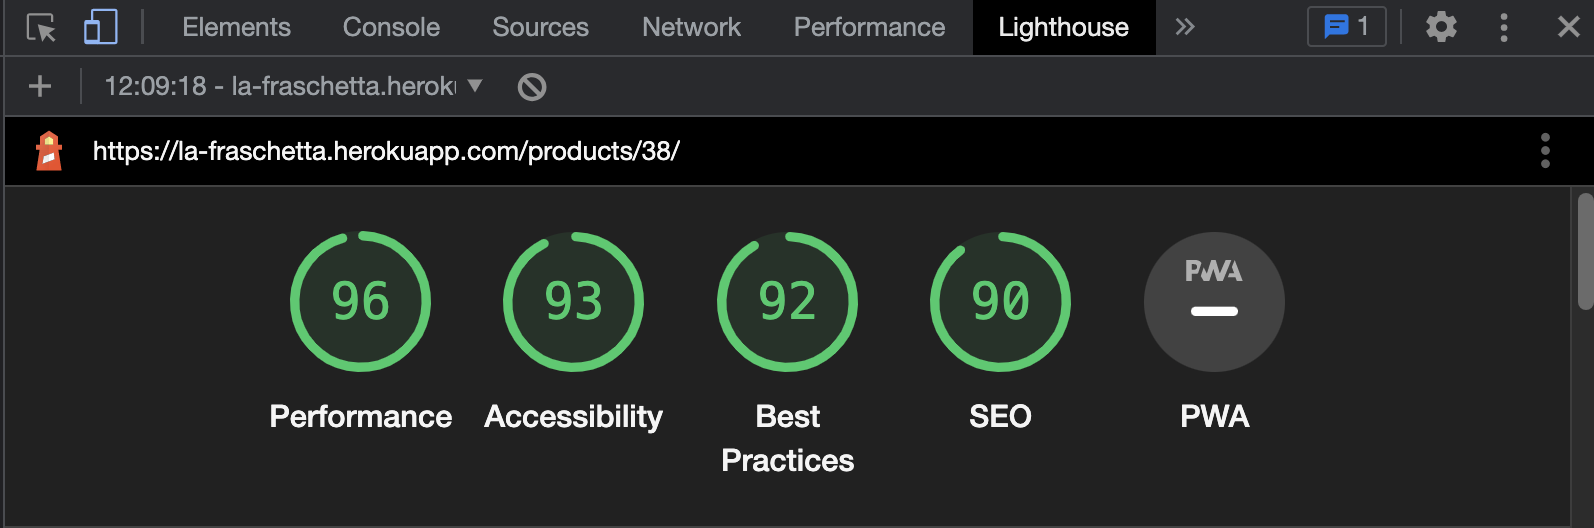 Elements Console Sources Network Performance Lighthouse 1
12:09:18 - la-fraschetta.heroku
https://la-fraschetta.herokuapp.com/products/38/
96 93 92 90 PWA
Performance Accessibility Best Practices SEO PWA